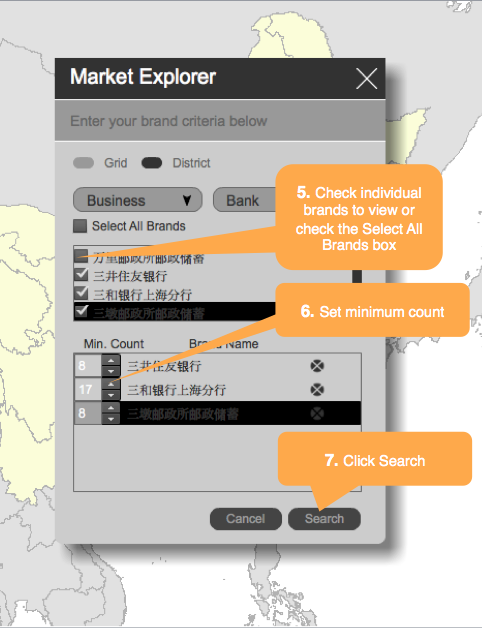 Market Explorer
Enter your brand criteria below
Grid District
Business Bank
5. Check individual
brands to view or
check the Select All
Brands box
Select All Brands
万里邮政所邮政储蓄
三井住友银行
三和银行上海分行
三墩邮政所邮政储蓄
6. Set minimum count
Min. Count Brand Name
8 三井住友银行
17 三和银行上海分行
8 三墩邮政所邮政储蓄
7. Click Search
Cancel Search